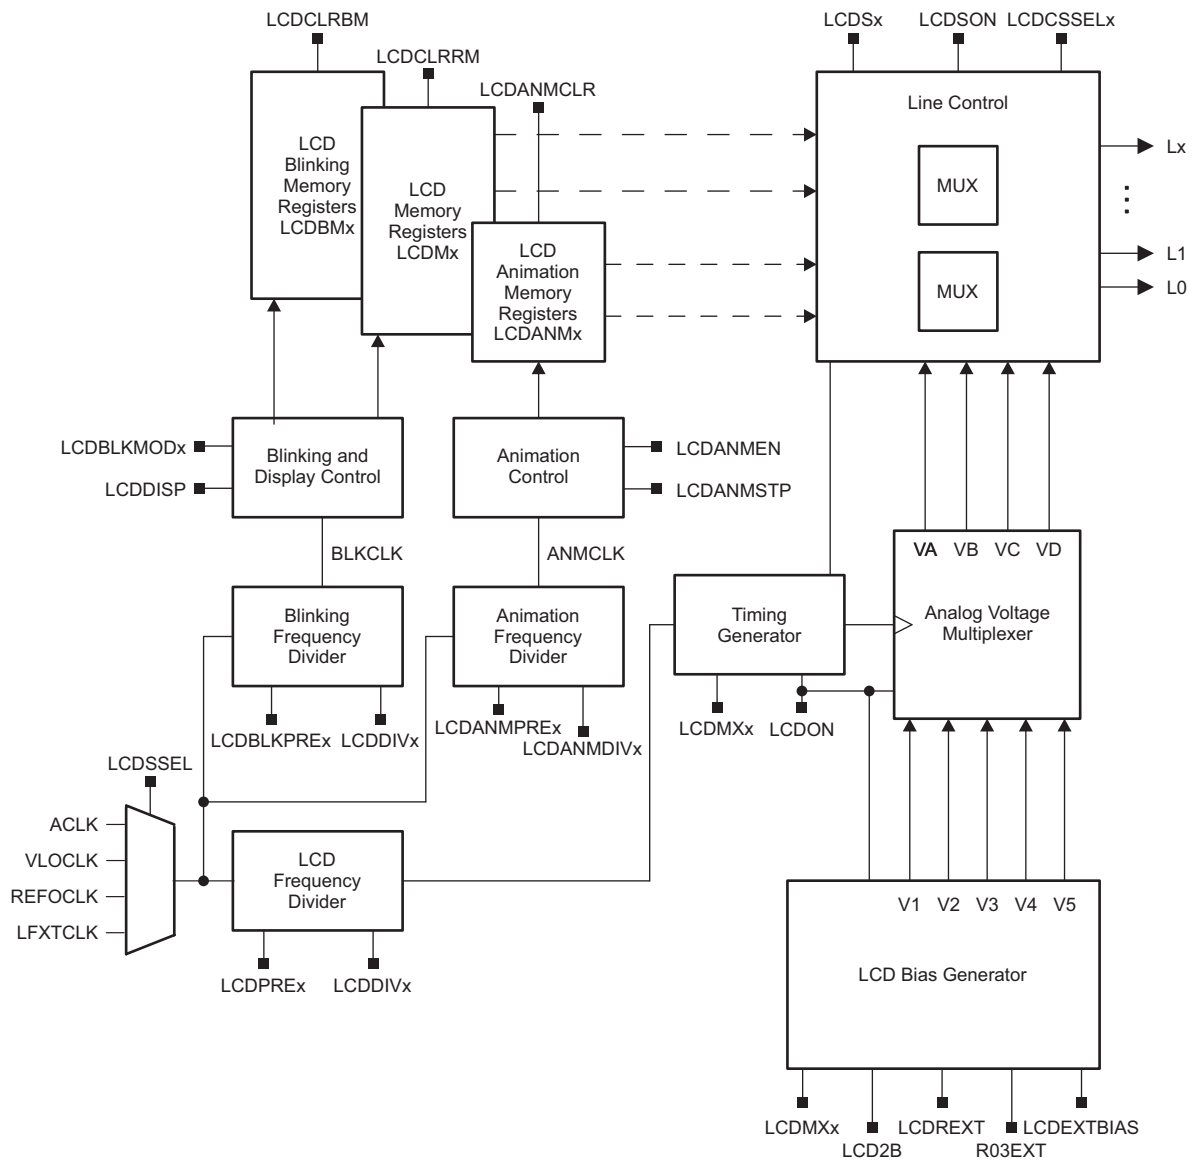 LCDCLRBM
LCDCLRRM
LCDANMCLR
LCDSx
LCDSON
LCDCSSELx
LCD
Blinking
Memory
Registers
LCDBMx
LCD
Memory
Registers
LCDMx
LCD
Animation
Memory
Registers
LCDANMx
Line Control
MUX
MUX
Lx
L1
L0
LCDBLKMODx
LCDDISP
Blinking and
Display Control
Animation
Control
LCDANMEN
LCDANMSTP
BLKCLK
ANMCLK
VA
VB
VC
VD
Analog Voltage
Multiplexer
Blinking
Frequency
Divider
Animation
Frequency
Divider
Timing
Generator
LCDBLKPREx
LCDDIVx
LCDANMPREx
LCDANMDIVx
LCDMXx
LCDON
LCDSSEL
ACLK
VLOCLK
REFOCLK
LFXTCLK
LCD
Frequency
Divider
LCDPREx
LCDDIVx
V1
V2
V3
V4
V5
LCD Bias Generator
LCDMXx
LCD2B
LCDREXT
R03EXT
LCDEXTBIAS